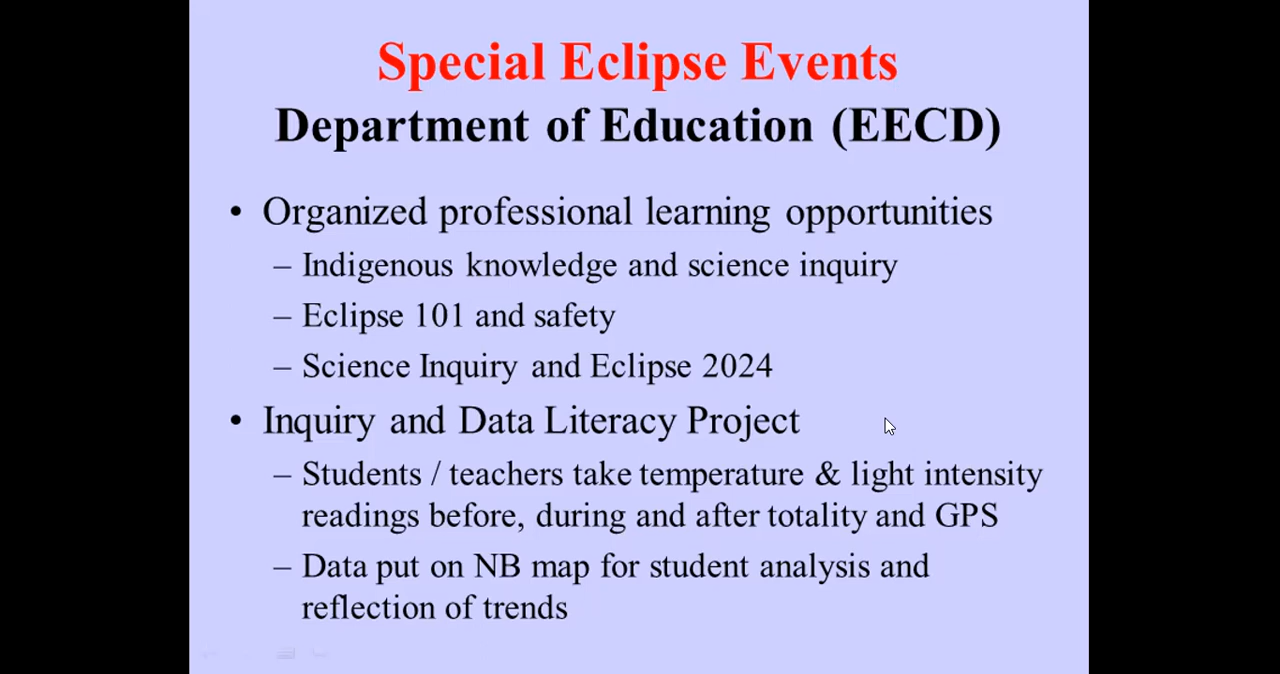 Special Eclipse Events
Department of Education (EECD)
• Organized professional learning opportunities
– Indigenous knowledge and science inquiry
– Eclipse 101 and safety
– Science Inquiry and Eclipse 2024
• Inquiry and Data Literacy Project
– Students / teachers take temperature & light intensity
readings before, during and after totality and GPS
– Data put on NB map for student analysis and
reflection of trends